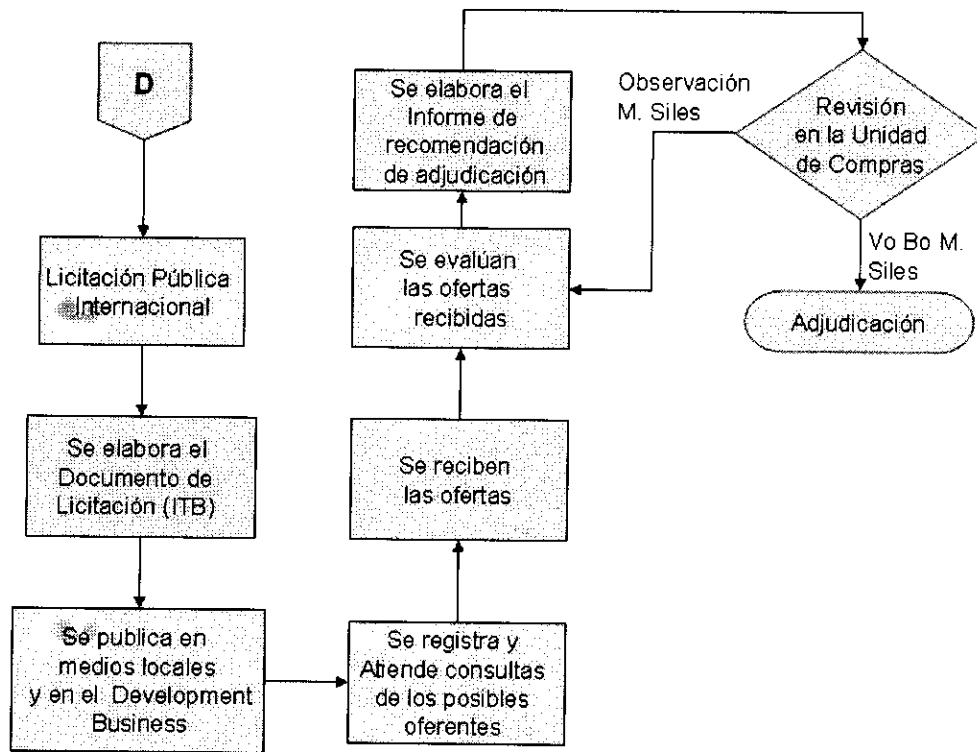 D
Licitación Pública
Internacional
Se elabora el
Documento de
Licitación (ITB)
Se publica en
medios locales
y en el Development
Business
Se registra y
Atiende consultas
de los posibles
oferentes
Se reciben
las ofertas
Se evalúan
las ofertas
recibidas
Se elabora el
Informe de
recomendación
de adjudicación
Observación
M. Siles
Revisión
en la Unidad
de Compras
Vo Bo M.
Siles
Adjudicación